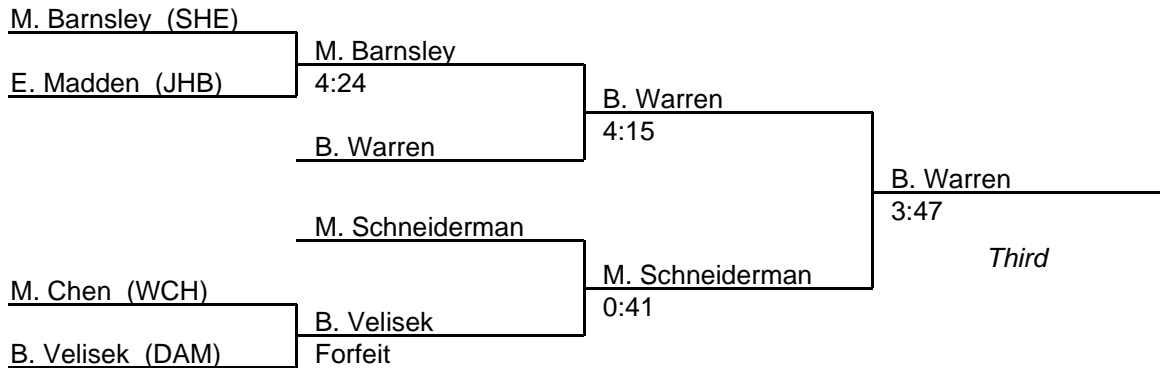 M. Barnsley (SHE)
E. Madden (JHB)
M. Barnsley
4:24
B. Warren
B. Warren
4:15
M. Schneiderman
M. Chen (WCH)
B. Velisek (DAM)
B. Velisek
Forfeit
M. Schneiderman
0:41
B. Warren
3:47
Third